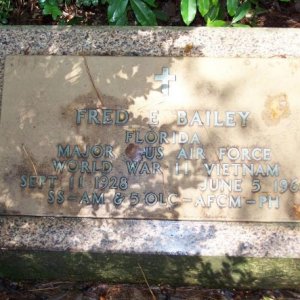 FRED E BAILEY
FLORIDA
MAJOR US AIR FORCE
WORLD WAR II VIETNAM
SEPT 11 1928 JUNE 5
SS-AM & 5 OLC-AFCM-PH